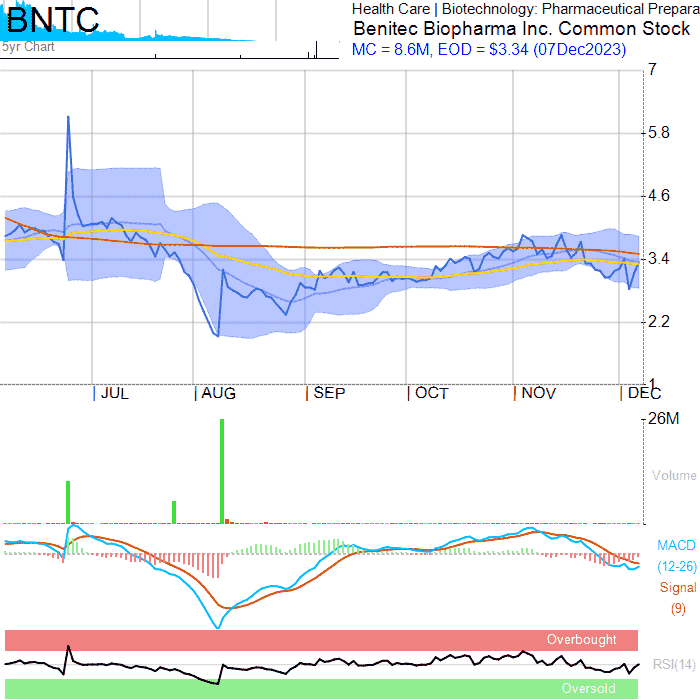 BNTC
5yr Chart
Health Care | Biotechnology: Pharmaceutical Prepara
Benitec Biopharma Inc. Common Stock
MC = 8.6M, EOD = $3.34 (07Dec2023)
7
5.8
4.6
3.4
2.2
1
JUL AUG SEP OCT NOV DEC
26M
Volume
MACD
(12-26)
Signal
(9)
Overbought
RSI(14)
Oversold